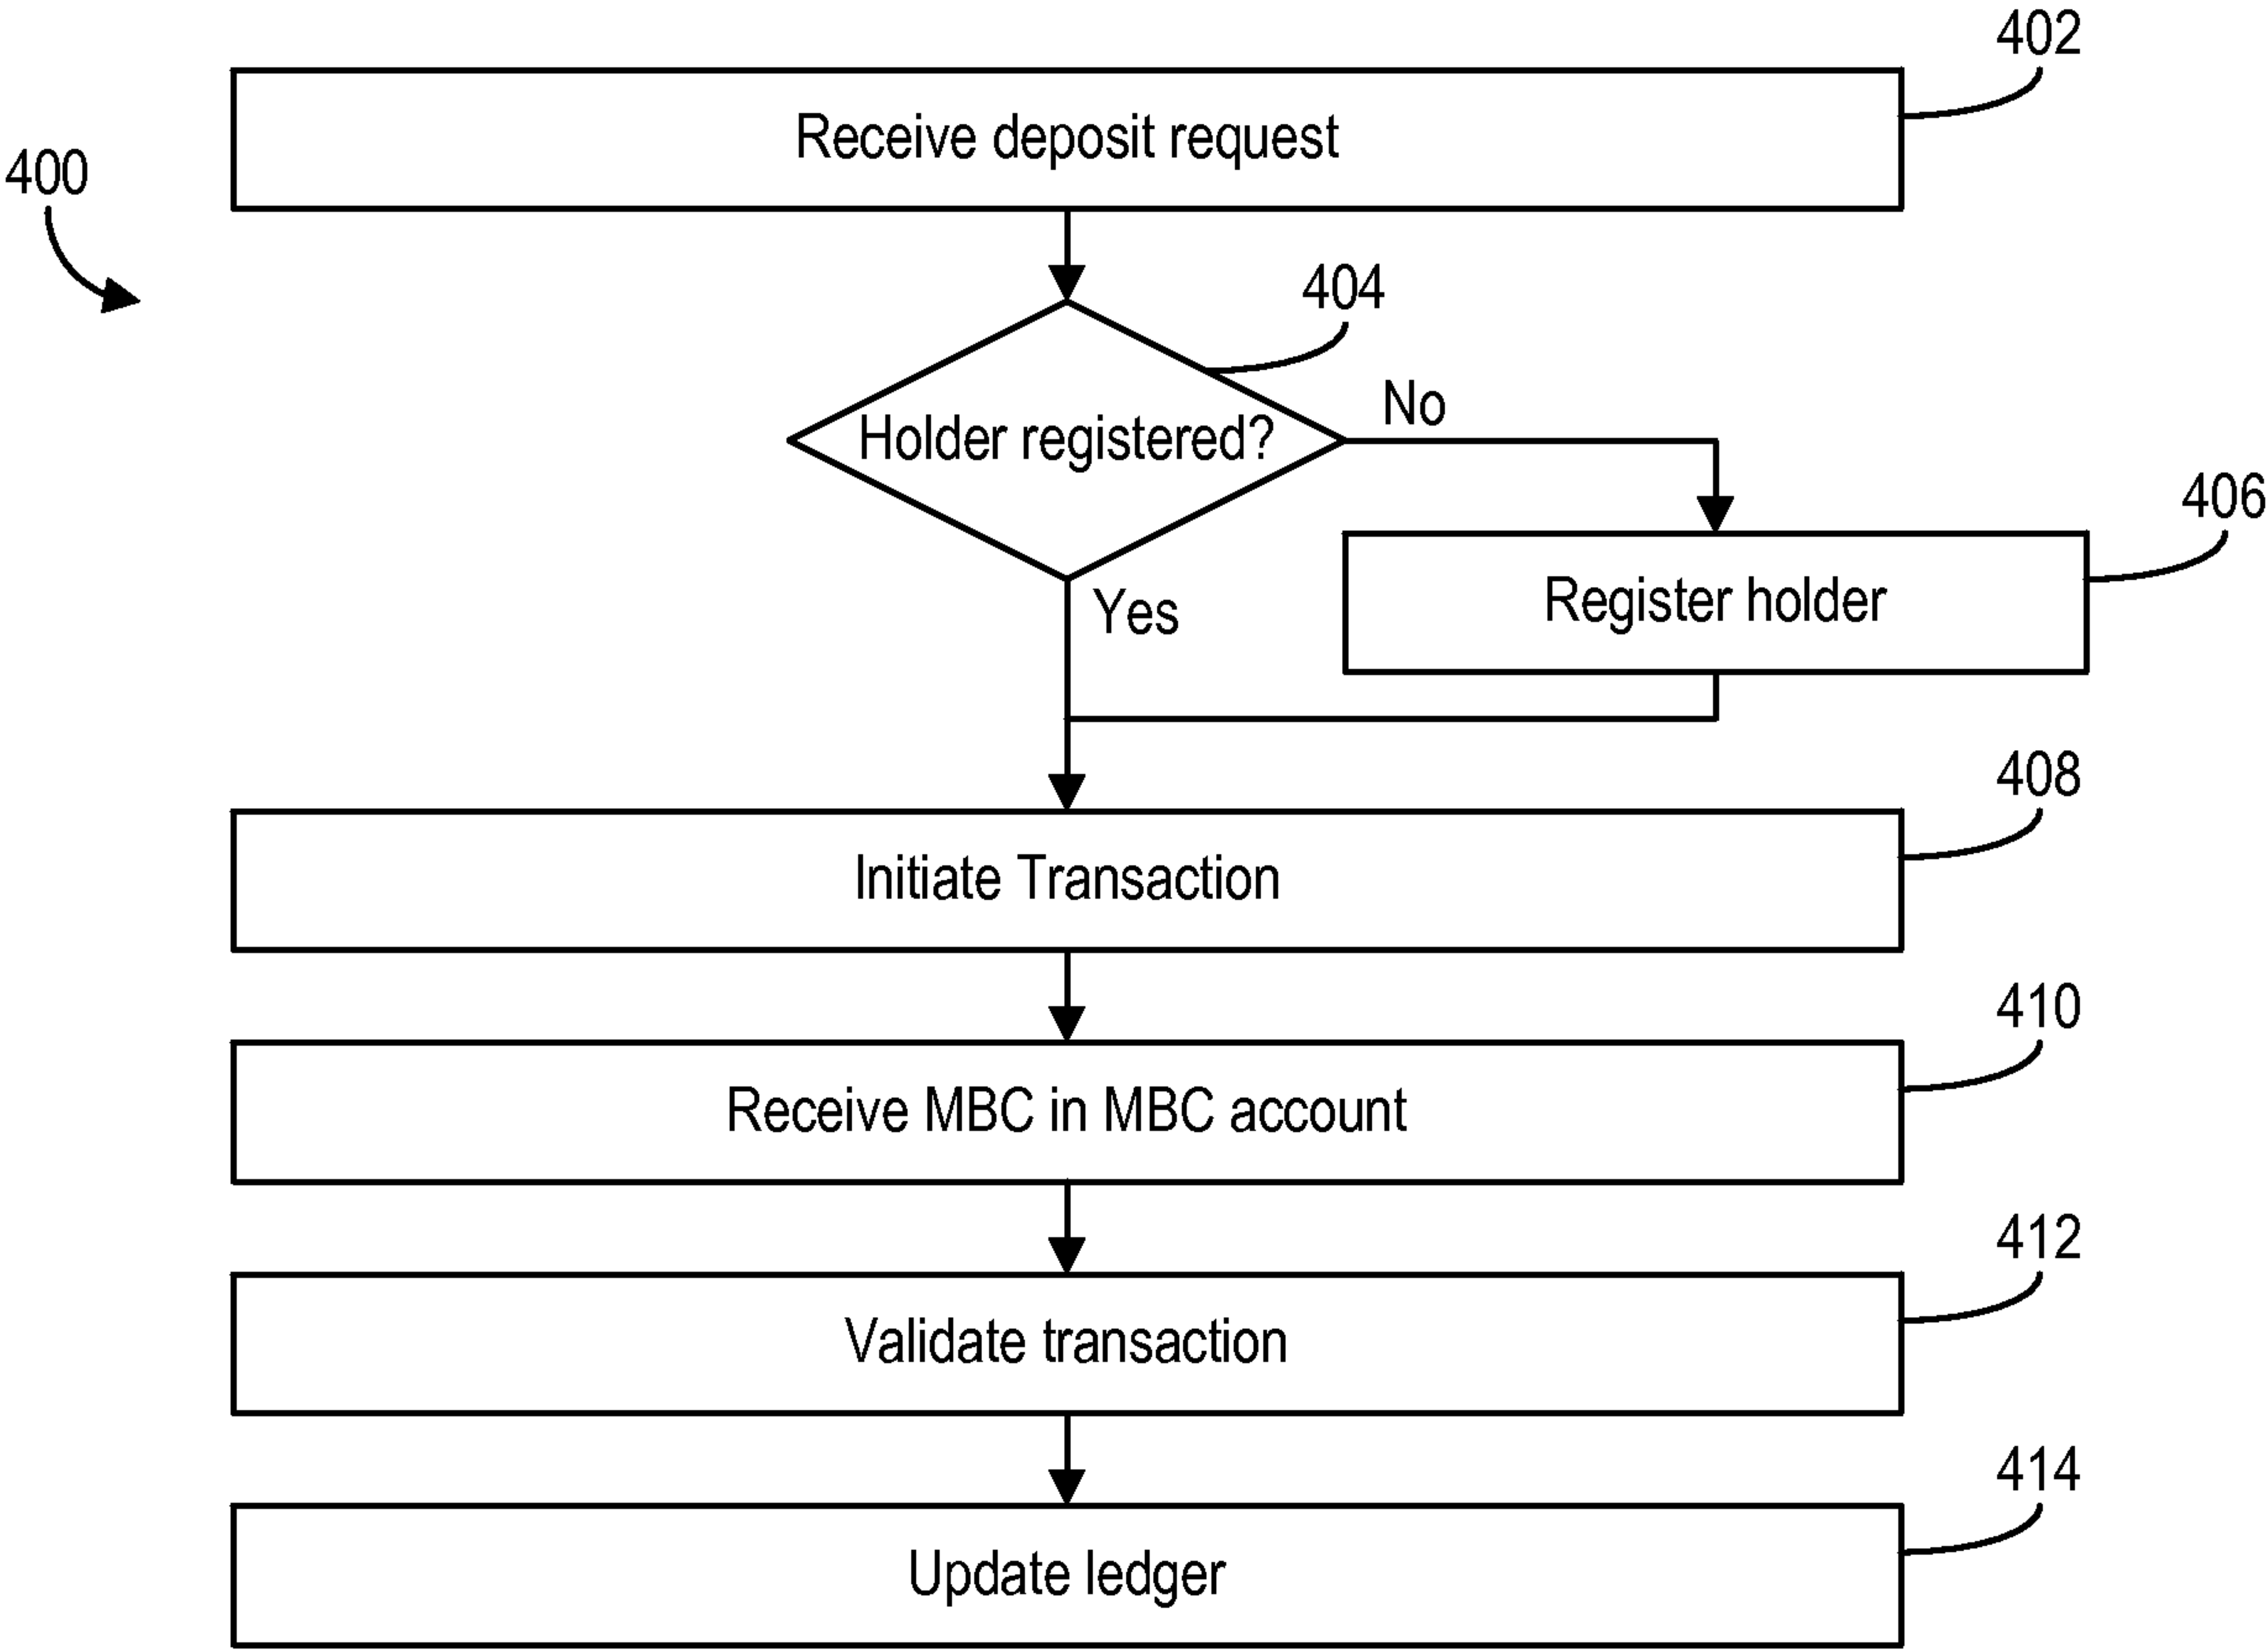 402
Receive deposit request
400
404
No
Holder registered?
406
Register holder
Yes
408
Initiate Transaction
410
Receive MBC in MBC account
412
Validate transaction
414
Update ledger